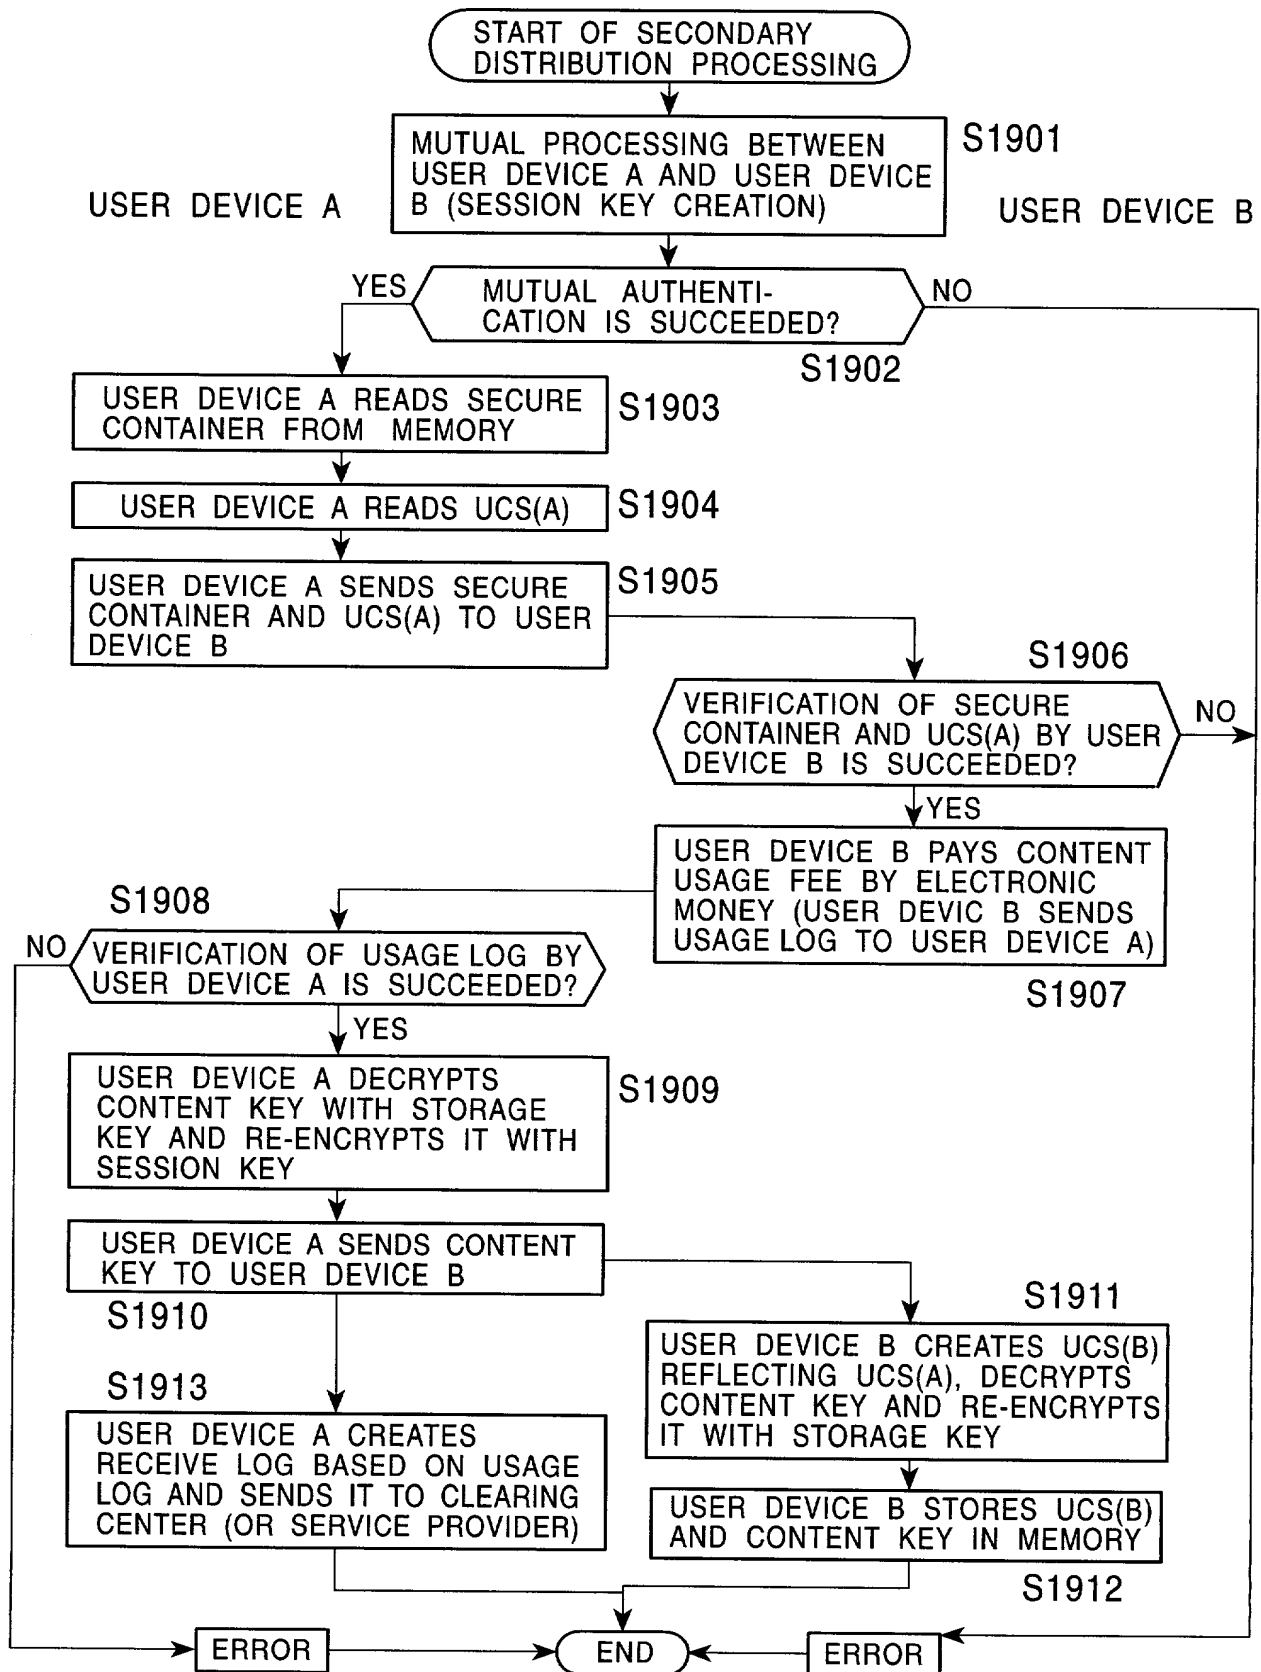 START OF SECONDARY
DISTRIBUTION PROCESSING
S1901
MUTUAL PROCESSING BETWEEN
USER DEVICE A AND USER DEVICE
B (SESSION KEY CREATION)
USER DEVICE A
USER DEVICE B
YES
MUTUAL AUTHENTI-
CATION IS SUCCEEDED?
NO
S1902
USER DEVICE A READS SECURE
CONTAINER FROM MEMORY
S1903
USER DEVICE A READS UCS(A)
S1904
USER DEVICE A SENDS SECURE
CONTAINER AND UCS(A) TO USER
DEVICE B
S1905
S1906
VERIFICATION OF SECURE
CONTAINER AND UCS(A) BY USER
DEVICE B IS SUCCEEDED?
NO
YES
USER DEVICE B PAYS CONTENT
USAGE FEE BY ELECTRONIC
MONEY (USER DEVIC B SENDS
USAGE LOG TO USER DEVICE A)
S1907
S1908
NO
VERIFICATION OF USAGE LOG BY
USER DEVICE A IS SUCCEEDED?
YES
USER DEVICE A DECRYPTS
CONTENT KEY WITH STORAGE
KEY AND RE-ENCRYPTS IT WITH
SESSION KEY
S1909
USER DEVICE A SENDS CONTENT
KEY TO USER DEVICE B
S1910
S1911
USER DEVICE B CREATES UCS(B)
REFLECTING UCS(A), DECRYPTS
CONTENT KEY AND RE-ENCRYPTS
IT WITH STORAGE KEY
S1913
USER DEVICE A CREATES
RECEIVE LOG BASED ON USAGE
LOG AND SENDS IT TO CLEARING
CENTER (OR SERVICE PROVIDER)
USER DEVICE B STORES UCS(B)
AND CONTENT KEY IN MEMORY
S1912
ERROR
END
ERROR